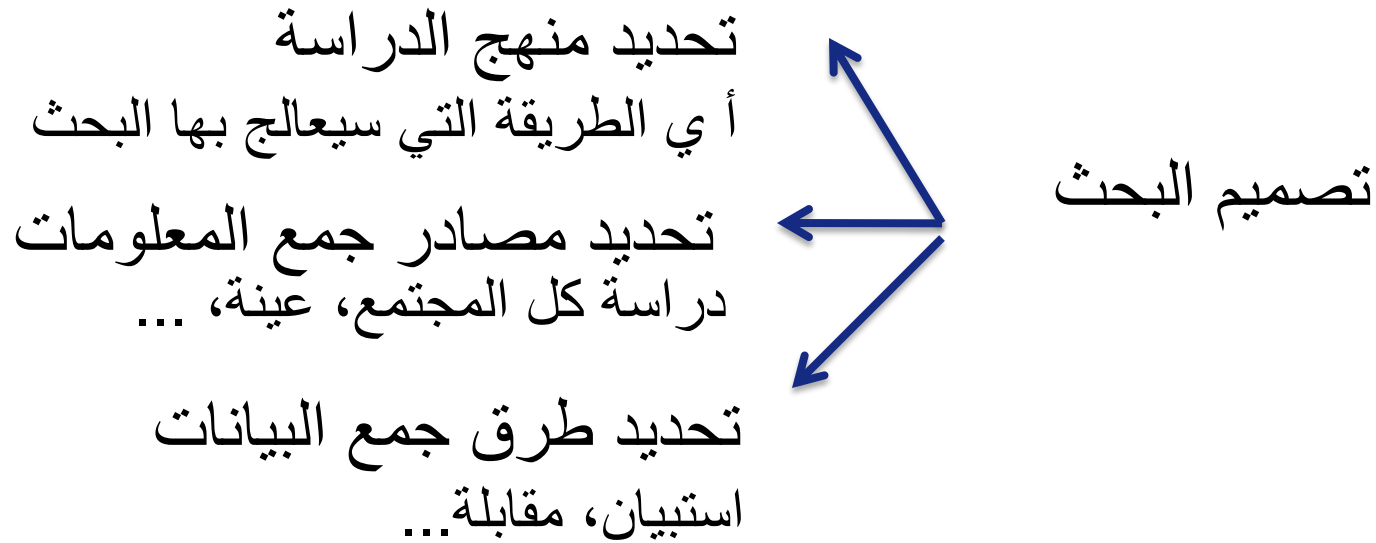 تصميم البحث
تحديد منهج الدراسة
أ ي الطريقة التي سيعالج بها البحث
تحديد مصادر جمع المعلومات
دراسة كل المجتمع، عينة، ...
تحديد طرق جمع البيانات
استبيان، مقابلة...